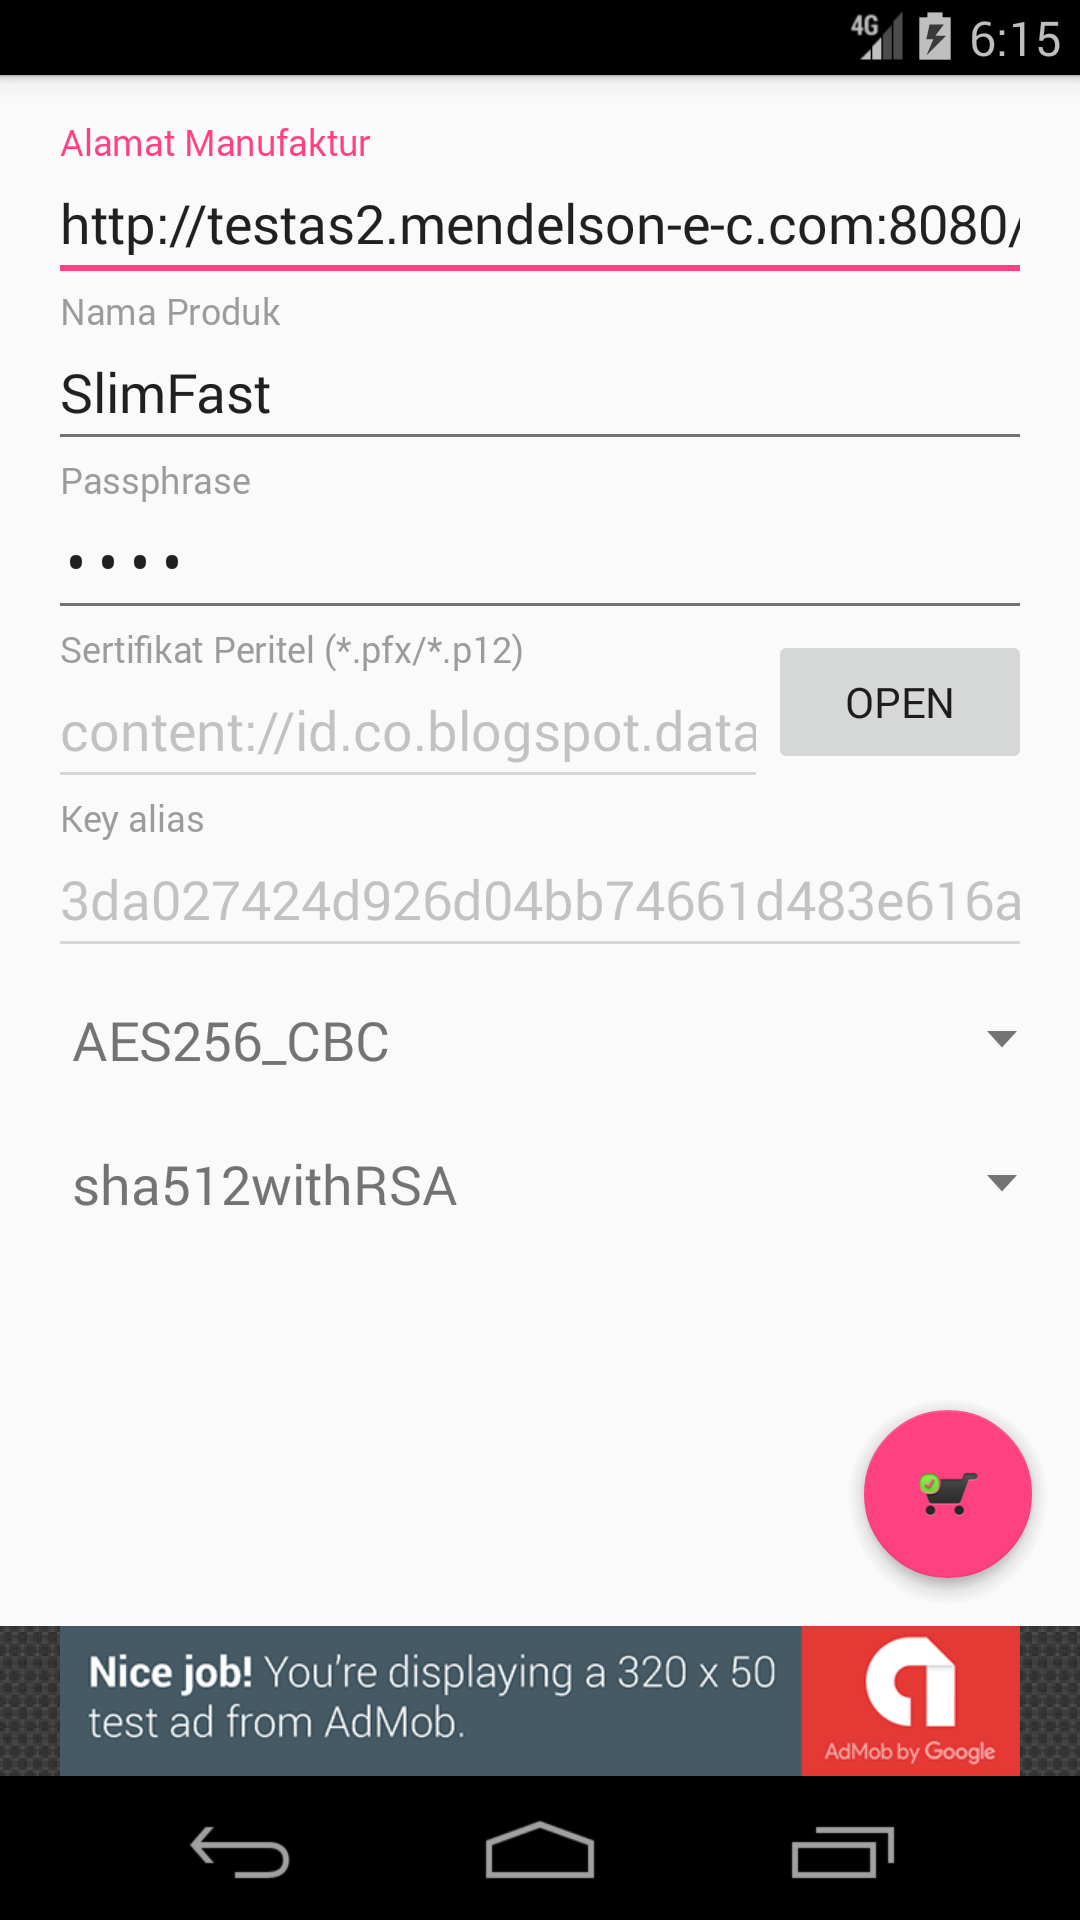 4G 6:15
Alamat Manufaktur
http://testas2.mendelson-e-c.com:8080/
Nama Produk
SlimFast
Passphrase
••••
Sertifikat Peritel (*.pfx/*.p12)
content://id.co.blogspot.data
OPEN
Key alias
3da027424d926d04bb74661d483e616a
AES256_CBC
sha512withRSA
Nice job! You're displaying a 320 x 50
test ad from AdMob.
AdMob by Google